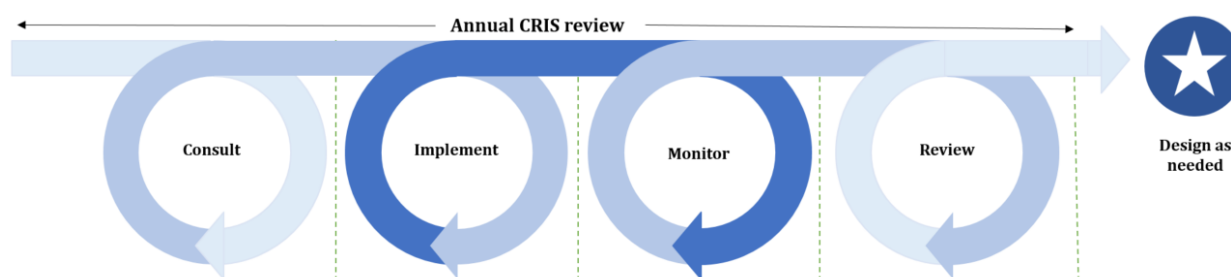 Annual CRIS review
Consult
Implement
Monitor
Review
Design as
needed